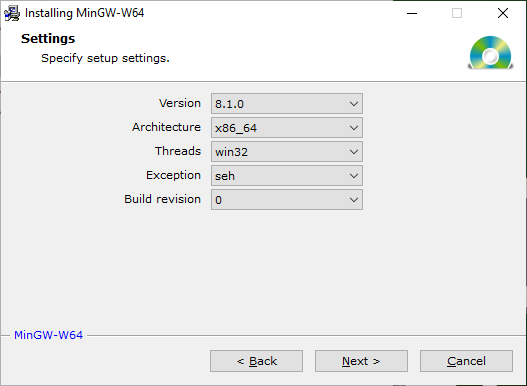 Installing MinGW-W64
Settings
Specify setup settings.
Version 8.1.0
Architecture x86_64
Threads win32
Exception seh
Build revision 0
MinGW-W64
< Back Next > Cancel